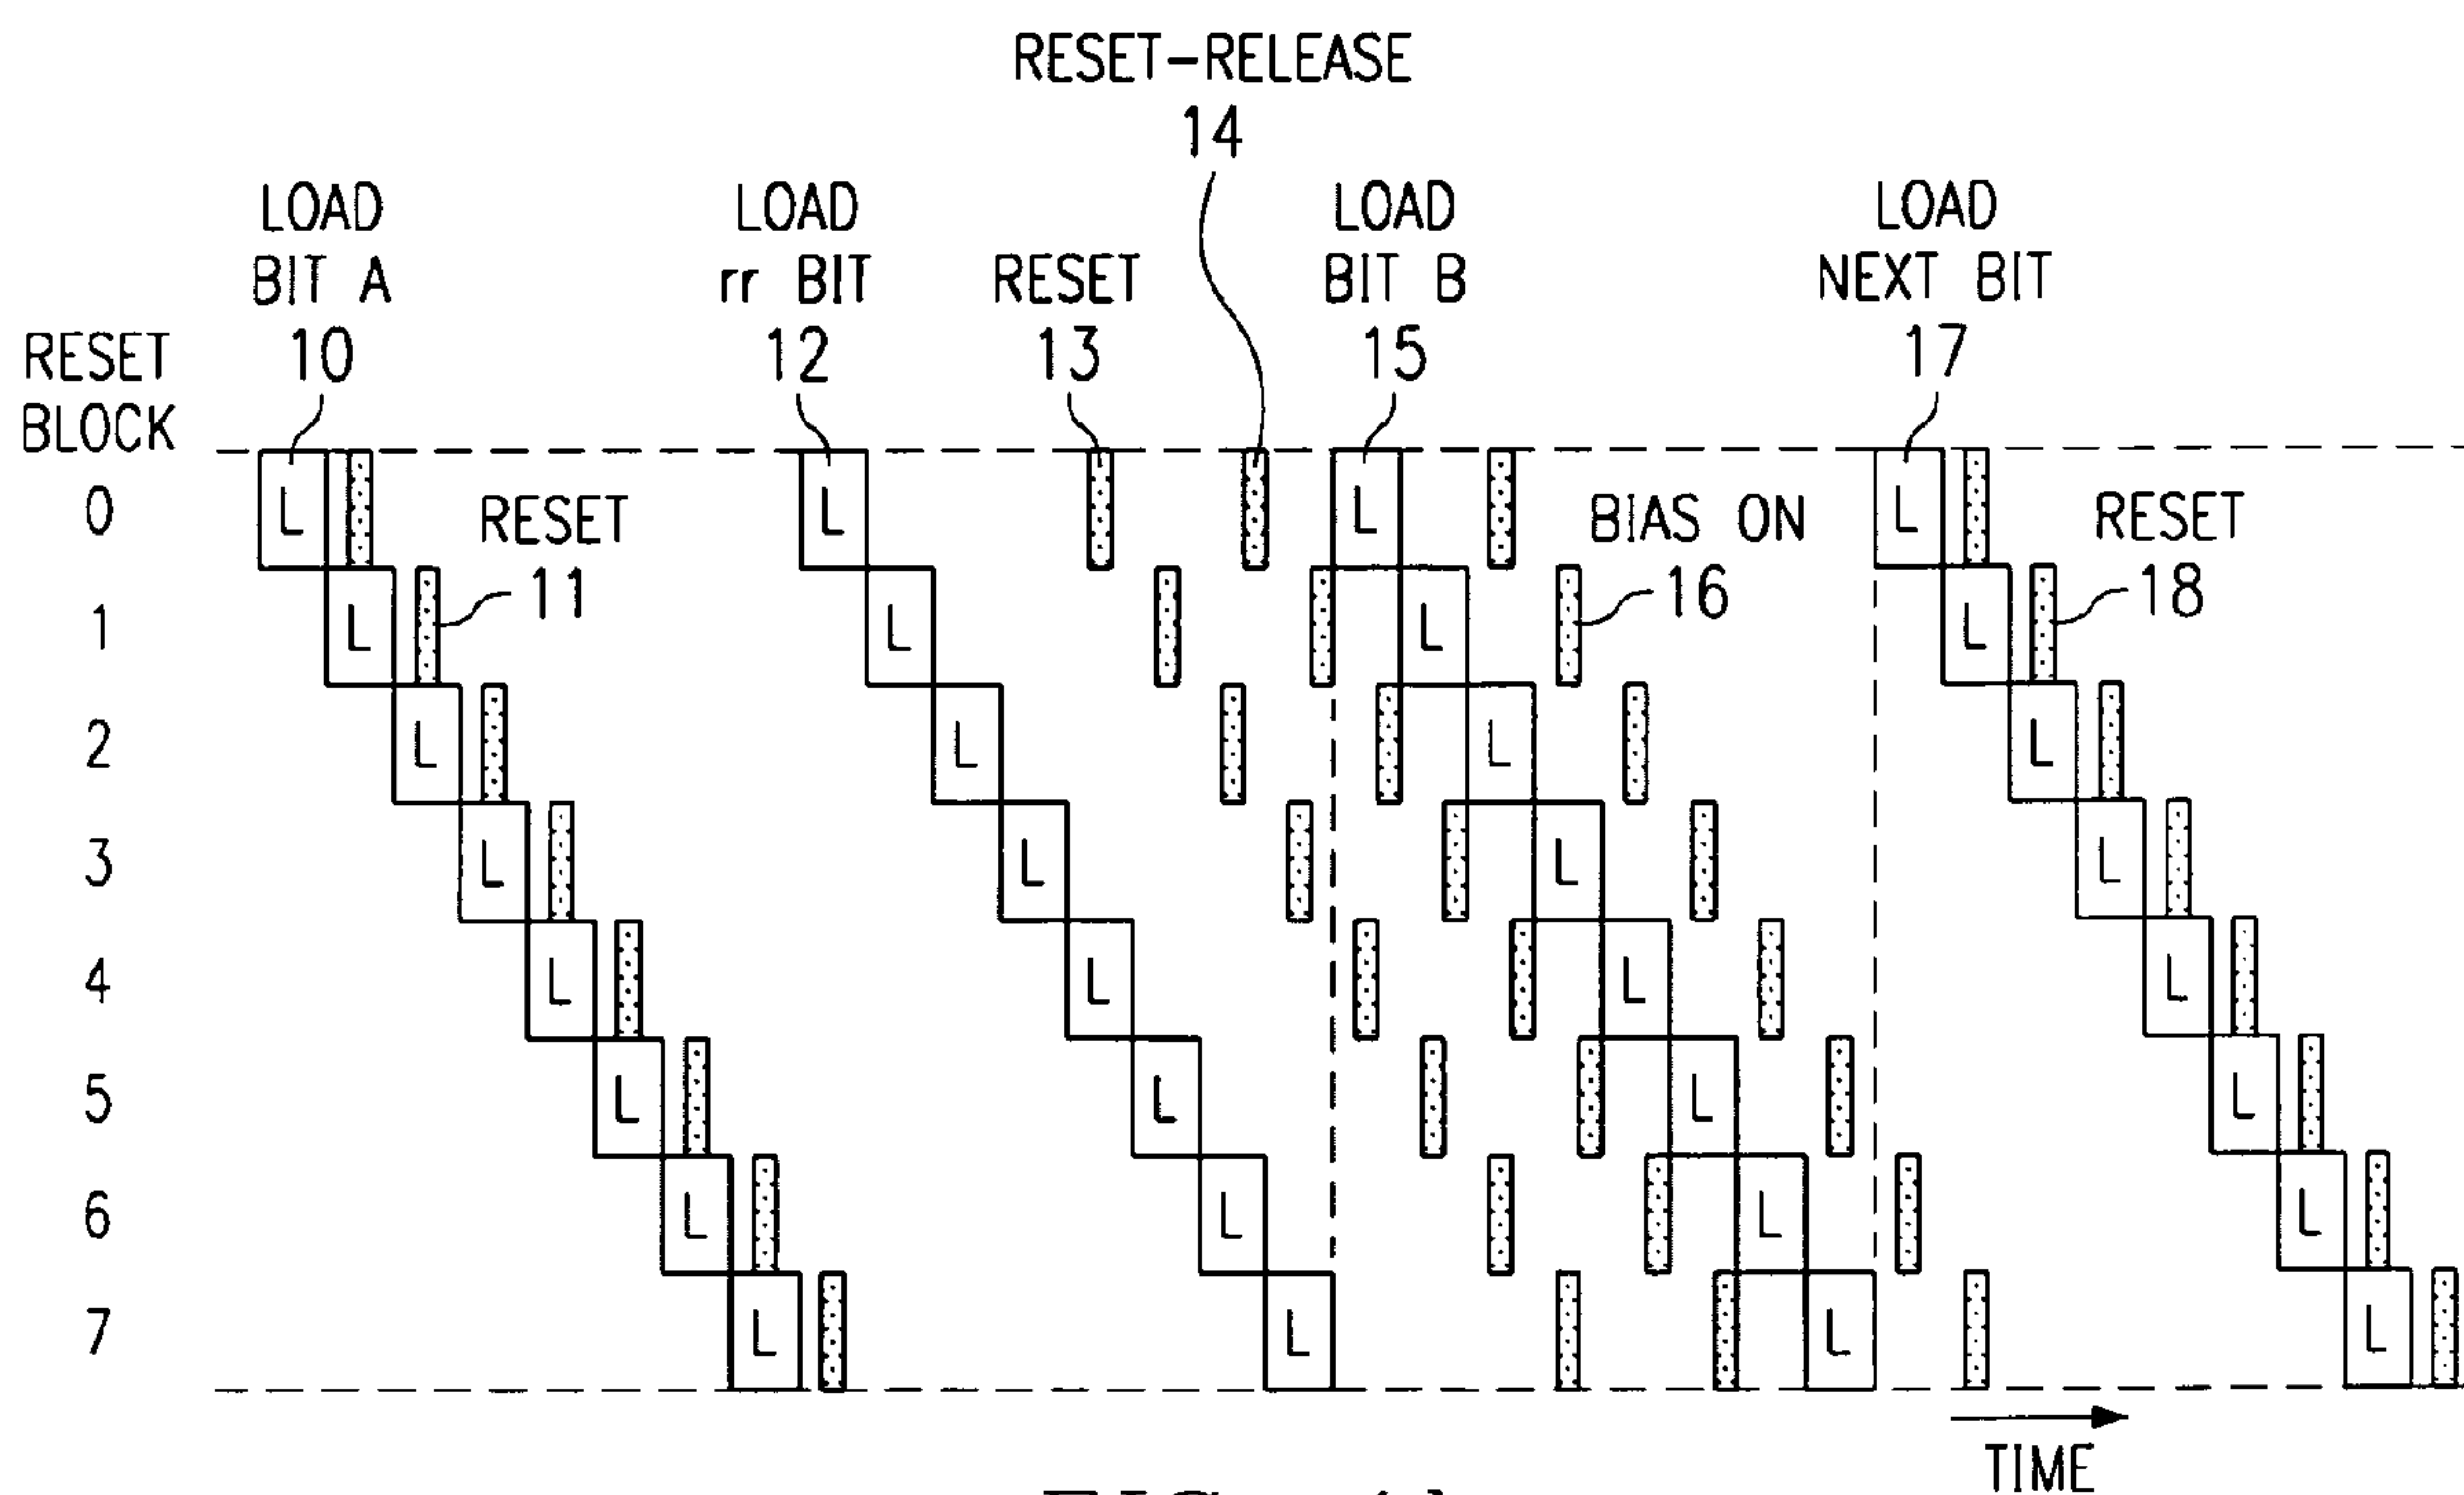 RESET-RELEASE
14
LOAD BIT A
10
LOAD rr BIT
12
RESET
13
LOAD BIT B
15
LOAD NEXT BIT
17
RESET BLOCK
0
L L L L
BIAS ON
RESET
RESET
11
16
18
1
L L L L
2
L L L L
3
L L L L
4
L L L L
5
L L L L
6
L L L L
7
L L L L
TIME